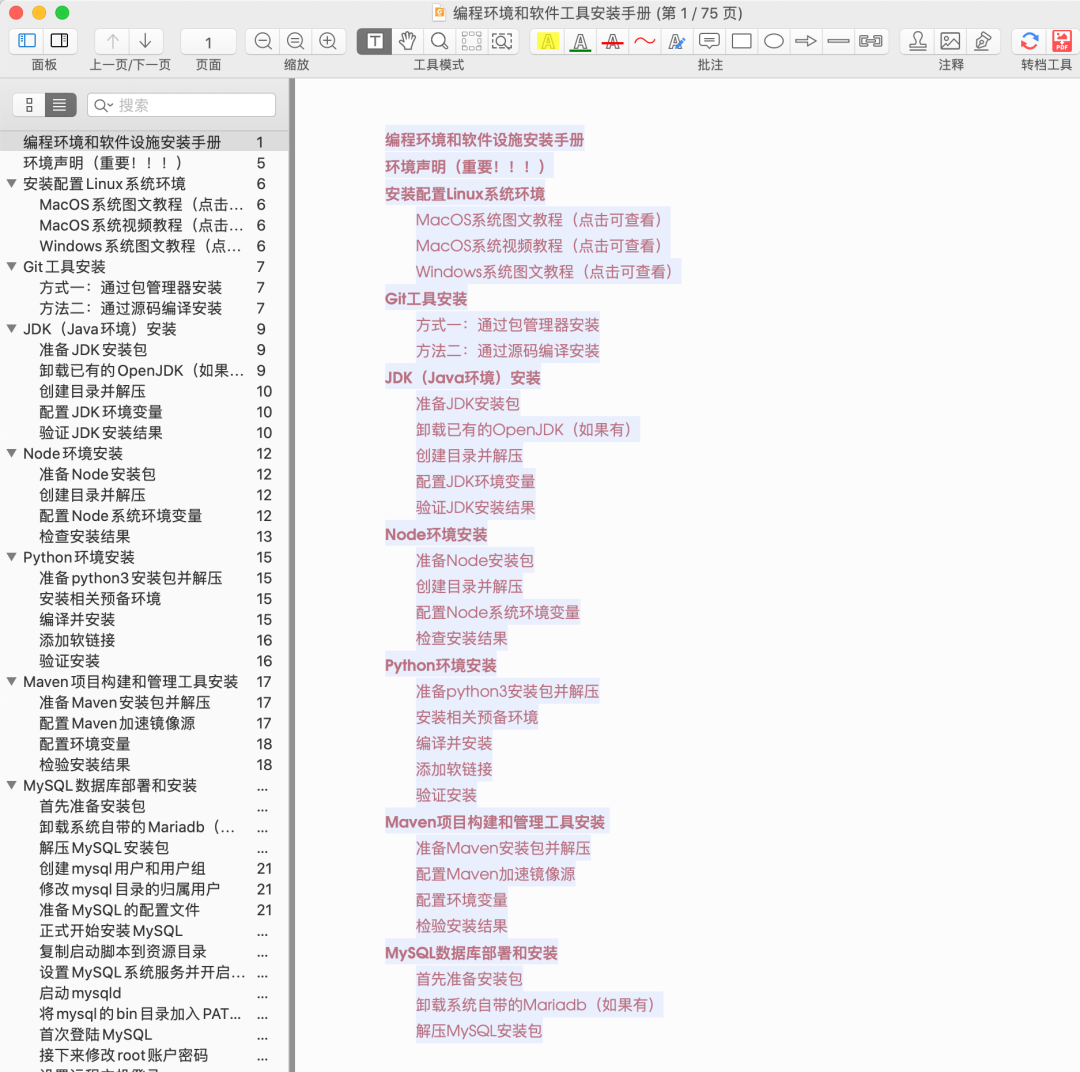 编程环境和软件工具安装手册 (第 1 / 75 页)
1
面板
上一页/下一页
页面
缩放
工具模式
批注
注释
转档工具
搜索
编程环境和软件设施安装手册 1
环境声明（重要！！！） 5
安装配置Linux系统环境 6
MacOS系统图文教程（点击… 6
MacOS系统视频教程（点击… 6
Windows系统图文教程（点… 6
Git工具安装 7
方式一：通过包管理器安装 7
方法二：通过源码编译安装 7
JDK（Java环境）安装 9
准备JDK安装包 9
卸载已有的OpenJDK（如果… 9
创建目录并解压 10
配置JDK环境变量 10
验证JDK安装结果 10
Node环境安装 12
准备Node安装包 12
创建目录并解压 12
配置Node系统环境变量 12
检查安装结果 13
Python环境安装 15
准备python3安装包并解压 15
安装相关预备环境 15
编译并安装 15
添加软链接 16
验证安装 16
Maven项目构建和管理工具安装 17
准备Maven安装包并解压 17
配置Maven加速镜像源 17
配置环境变量 18
检验安装结果 18
MySQL数据库部署和安装 …
首先准备安装包 …
卸载系统自带的Mariadb（… …
解压MySQL安装包 …
创建mysql用户和用户组 21
修改mysql目录的归属用户 21
准备MySQL的配置文件 21
正式开始安装MySQL …
复制启动脚本到资源目录 …
设置MySQL系统服务并开启… …
启动mysqld …
将mysql的bin目录加入PAT… …
首次登陆MySQL …
接下来修改root账户密码 …
编程环境和软件设施安装手册
环境声明（重要！！！）
安装配置Linux系统环境
MacOS系统图文教程（点击可查看）
MacOS系统视频教程（点击可查看）
Windows系统图文教程（点击可查看）
Git工具安装
方式一：通过包管理器安装
方法二：通过源码编译安装
JDK（Java环境）安装
准备JDK安装包
卸载已有的OpenJDK（如果有）
创建目录并解压
配置JDK环境变量
验证JDK安装结果
Node环境安装
准备Node安装包
创建目录并解压
配置Node系统环境变量
检查安装结果
Python环境安装
准备python3安装包并解压
安装相关预备环境
编译并安装
添加软链接
验证安装
Maven项目构建和管理工具安装
准备Maven安装包并解压
配置Maven加速镜像源
配置环境变量
检验安装结果
MySQL数据库部署和安装
首先准备安装包
卸载系统自带的Mariadb（如果有）
解压MySQL安装包